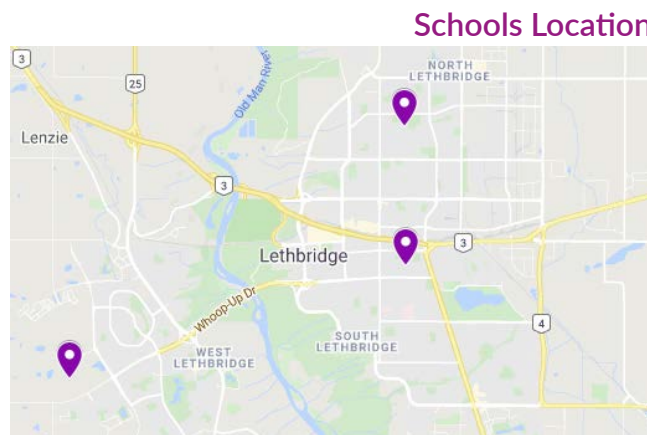 Schools Location
3
25
Old Man River
NORTH
LETHBRIDGE
Lenzie
3
Lethbridge
3
Whoop-Up Dr
4
SOUTH
LETHBRIDGE
WEST
LETHBRIDGE